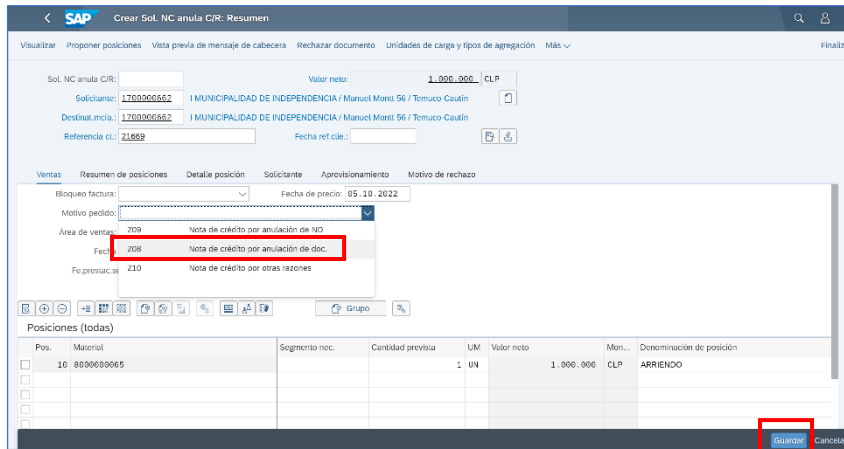 SAP Crear Sol. NC anula C/R: Resumen
Visualizar Proponer posiciones Vista previa de mensaje de cabecera Rechazar documento Unidades de carga y tipos de agregación Más Finaliz
Sol. NC anula C/R: Valor neto: 1.000.000 CLP
Solicitante: 1700000662 I MUNICIPALIDAD DE INDEPENDENCIA / Manuel Montt 56 / Temuco-Cautín
Destinat.mcía.: 1700000662 I MUNICIPALIDAD DE INDEPENDENCIA / Manuel Montt 56 / Temuco-Cautín
Referencia cl.: 21669 Fecha ref.clie.:
Ventas Resumen de posiciones Detalle posición Solicitante Aprovisionamiento Motivo de rechazo
Bloqueo factura: Fecha de precio: 05.10.2022
Motivo pedido:
Área de ventas: Z09 Nota de crédito por anulación de ND
Fecha Z08 Nota de crédito por anulación de doc.
Fe.prestac.se Z10 Nota de crédito por otras razones
Grupo
Posiciones (todas)
Pos. Material Segmento nec. Cantidad prevista UM Valor neto Mon... Denominación de posición
10 8000000065 1 UN 1.000.000 CLP ARRIENDO
Guardar Cancela